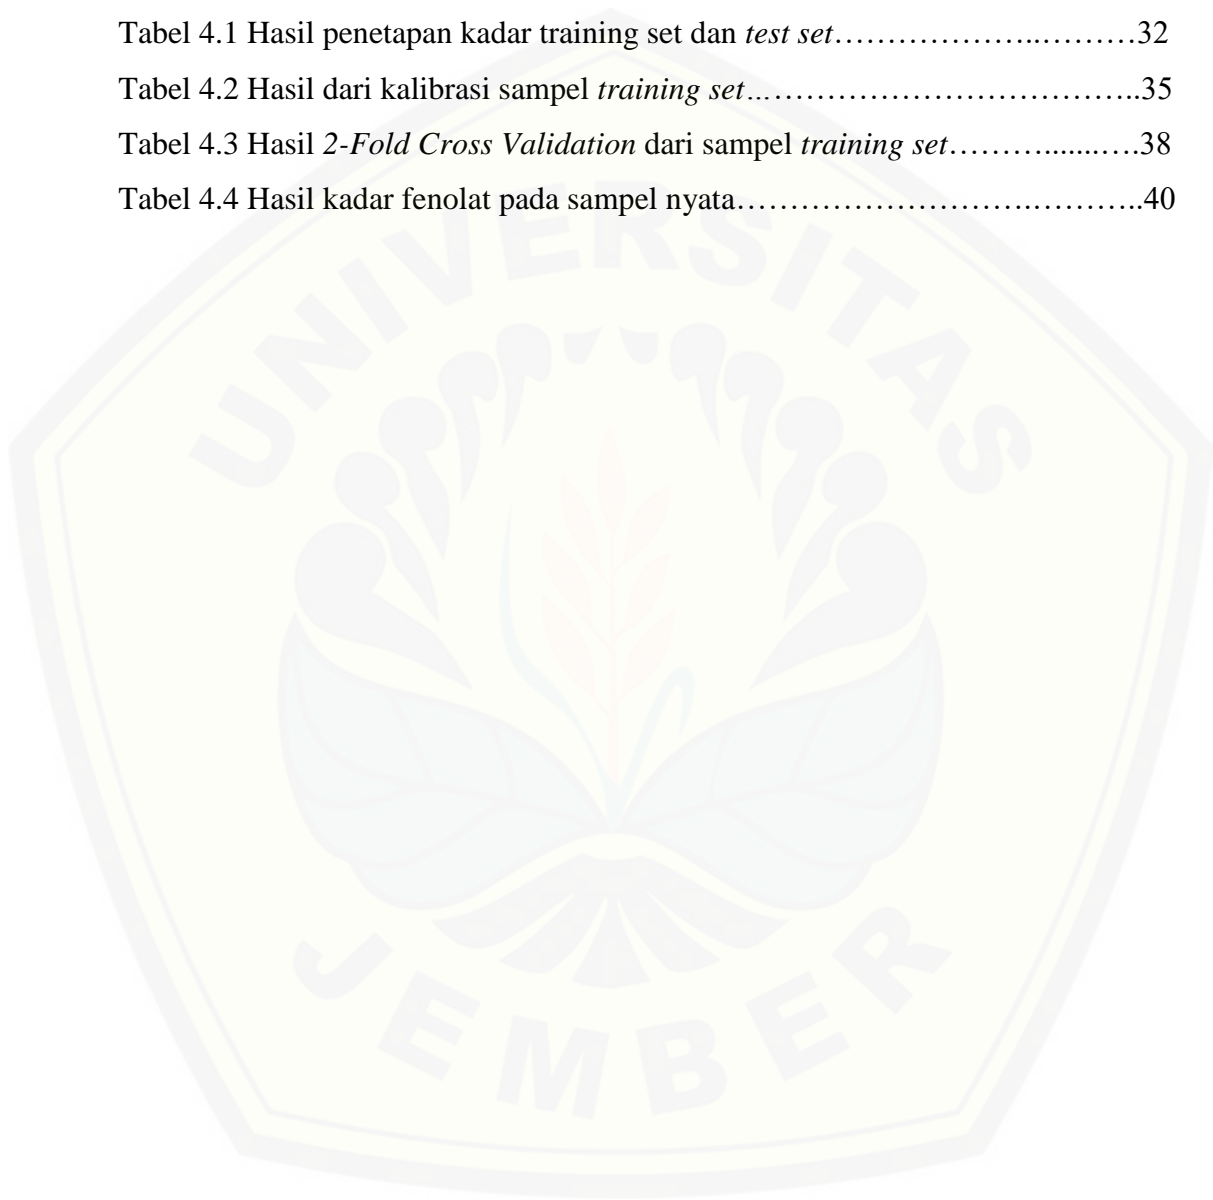 Tabel 4.1 Hasil penetapan kadar training set dan test set………………..………32
Tabel 4.2 Hasil dari kalibrasi sampel training set…………………………………..35
Tabel 4.3 Hasil 2-Fold Cross Validation dari sampel training set………........….38
Tabel 4.4 Hasil kadar fenolat pada sampel nyata……………………….………..40
UNIVERSITAS
JEMBER